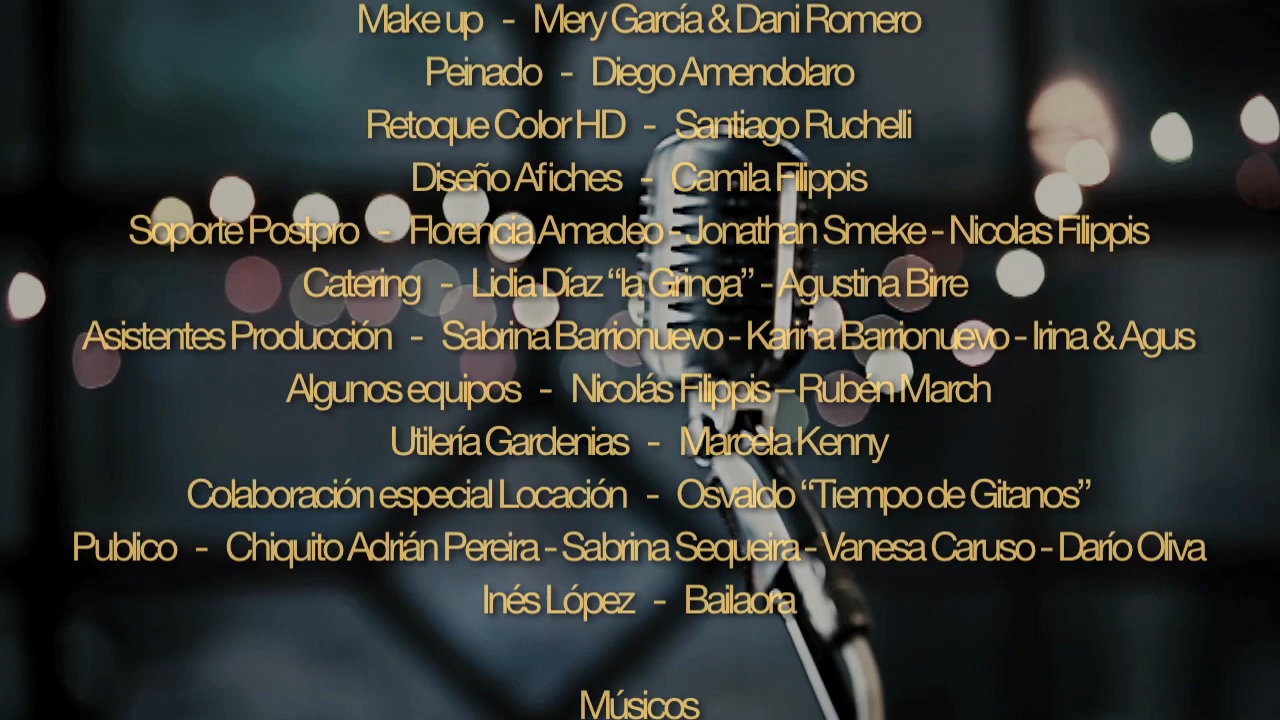 Make up - Mery García & Dani Romero
Peinado - Diego Amendolaro
Retoque Color HD - Santiago Ruchelli
Diseño Afiches - Camila Filippis
Soporte Postpro - Florencia Amadeo - Jonathan Smeke - Nicolas Filippis
Catering - Lidia Díaz “la Gringa” - Agustina Birre
Asistentes Producción - Sabrina Barrionuevo - Karina Barrionuevo - Irina & Agus
Algunos equipos - Nicolás Filippis – Rubén March
Utilería Gardenias - Marcela Kenny
Colaboración especial Locación - Osvaldo “Tiempo de Gitanos”
Publico - Chiquito Adrián Pereira - Sabrina Sequeira - Vanesa Caruso - Darío Oliva
Inés López - Bailaora
Músicos